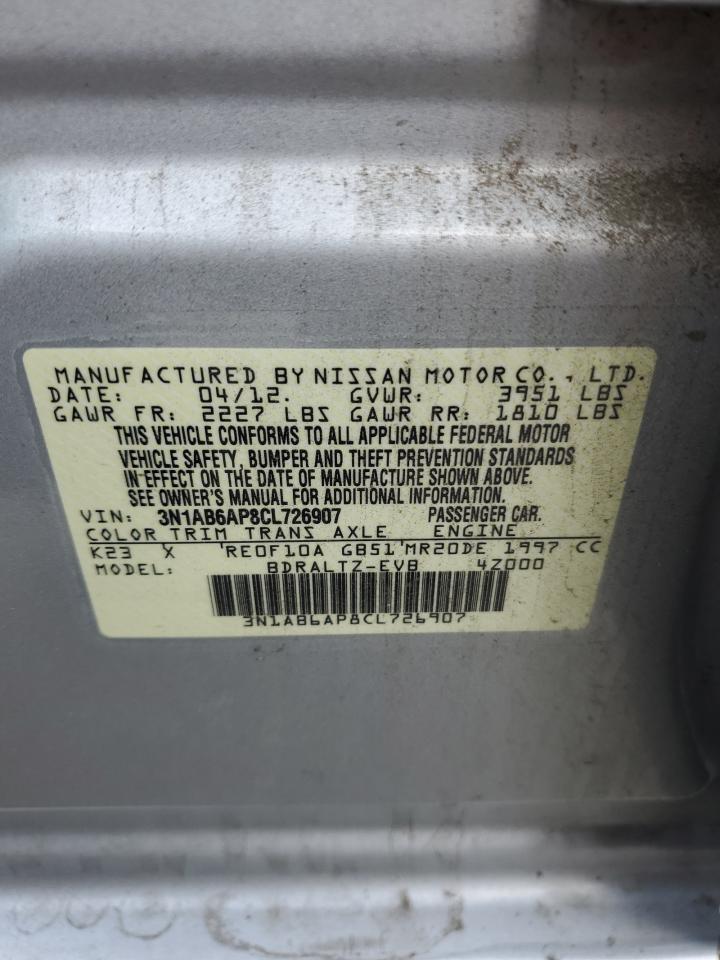 MANUFACTURED BY NISSAN MOTOR CO., LTD.
DATE: 04/12. GVWR: 3951 LBS
GAWR FR: 2227 LBS GAWR RR: 1810 LBS
THIS VEHICLE CONFORMS TO ALL APPLICABLE FEDERAL MOTOR
VEHICLE SAFETY, BUMPER AND THEFT PREVENTION STANDARDS
IN EFFECT ON THE DATE OF MANUFACTURE SHOWN ABOVE.
SEE OWNER'S MANUAL FOR ADDITIONAL INFORMATION.
VIN: 3N1AB6AP8CL726907 PASSENGER CAR.
COLOR TRIM TRANS AXLE ENGINE
K23 X RE0F10A GB51 MR20DE 1997 CC
MODEL: BDRALTZ-EVB 4Z000
3N1AB6AP8CL726907